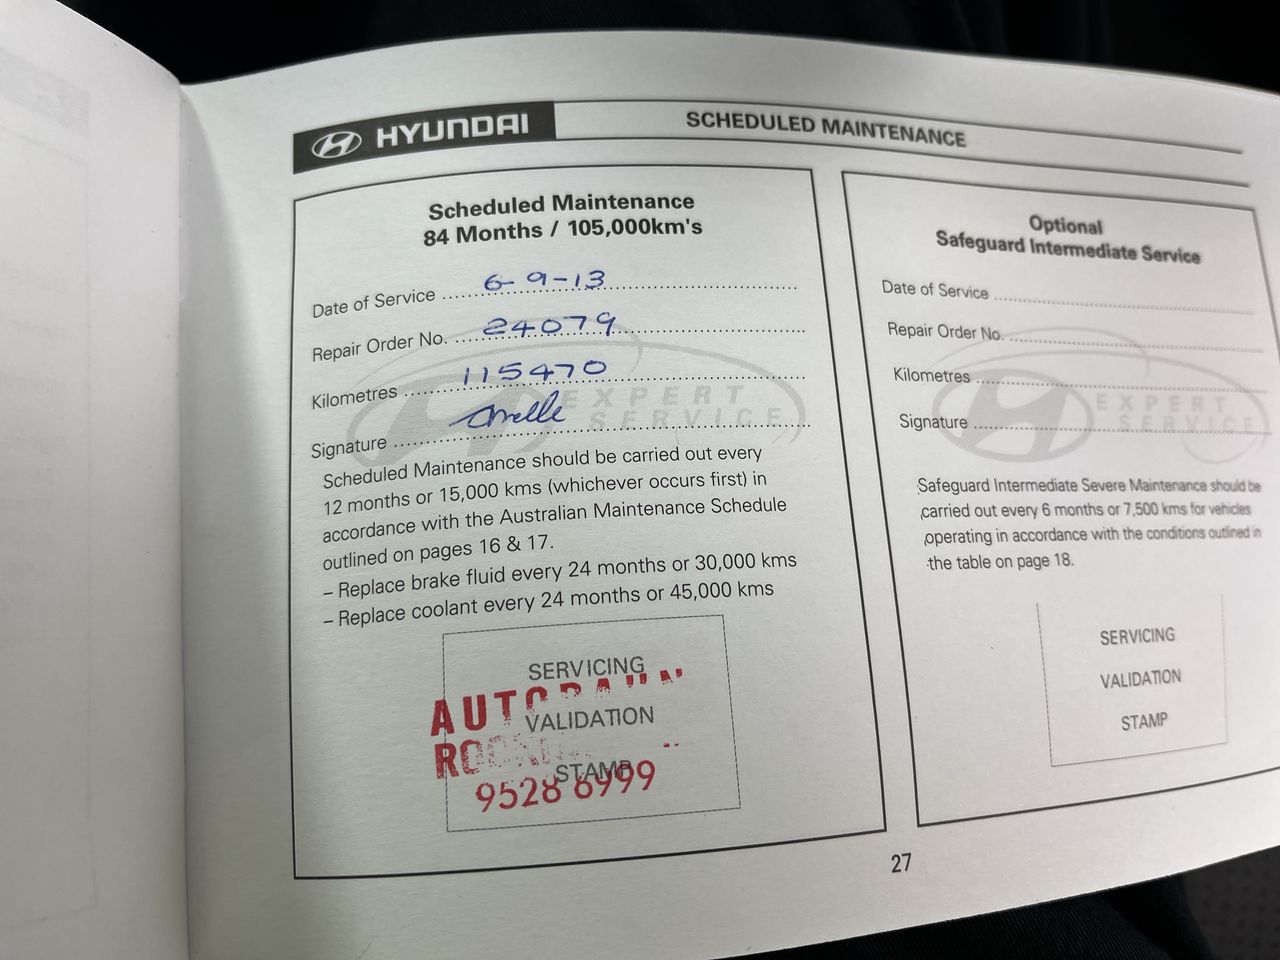 HYUNDAI
SCHEDULED MAINTENANCE
Scheduled Maintenance
84 Months / 105,000km's
Date of Service 6-9-13
Repair Order No. 24079
Kilometres 115470
Signature
EXPERT
SERVICE
Scheduled Maintenance should be carried out every
12 months or 15,000 kms (whichever occurs first) in
accordance with the Australian Maintenance Schedule
outlined on pages 16 & 17.
– Replace brake fluid every 24 months or 30,000 kms
– Replace coolant every 24 months or 45,000 kms
SERVICING
VALIDATION
STAMP
9528 6999
Optional
Safeguard Intermediate Service
Date of Service
Repair Order No.
Kilometres
Signature
EXPERT
SERVICE
Safeguard Intermediate Severe Maintenance should be
carried out every 6 months or 7,500 kms for vehicles
operating in accordance with the conditions outlined in
the table on page 18.
SERVICING
VALIDATION
STAMP
27